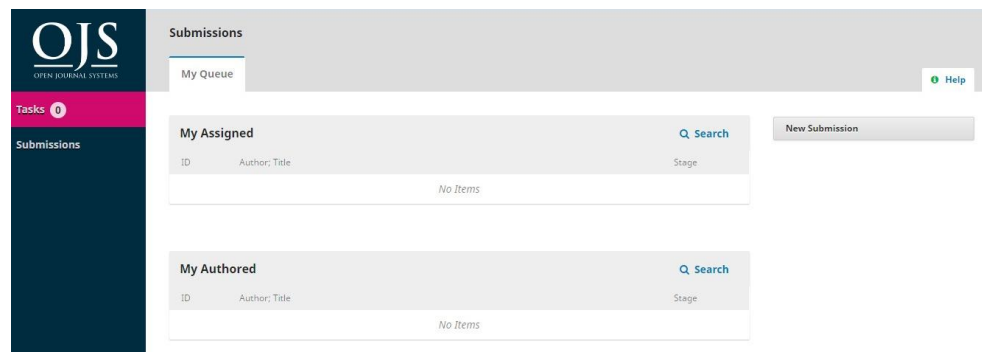 OJS
OPEN JOURNAL SYSTEMS
Tasks 0
Submissions
Submissions
My Queue
Help
My Assigned
Search
ID Author; Title Stage
No Items
My Authored
Search
ID Author; Title Stage
No Items
New Submission